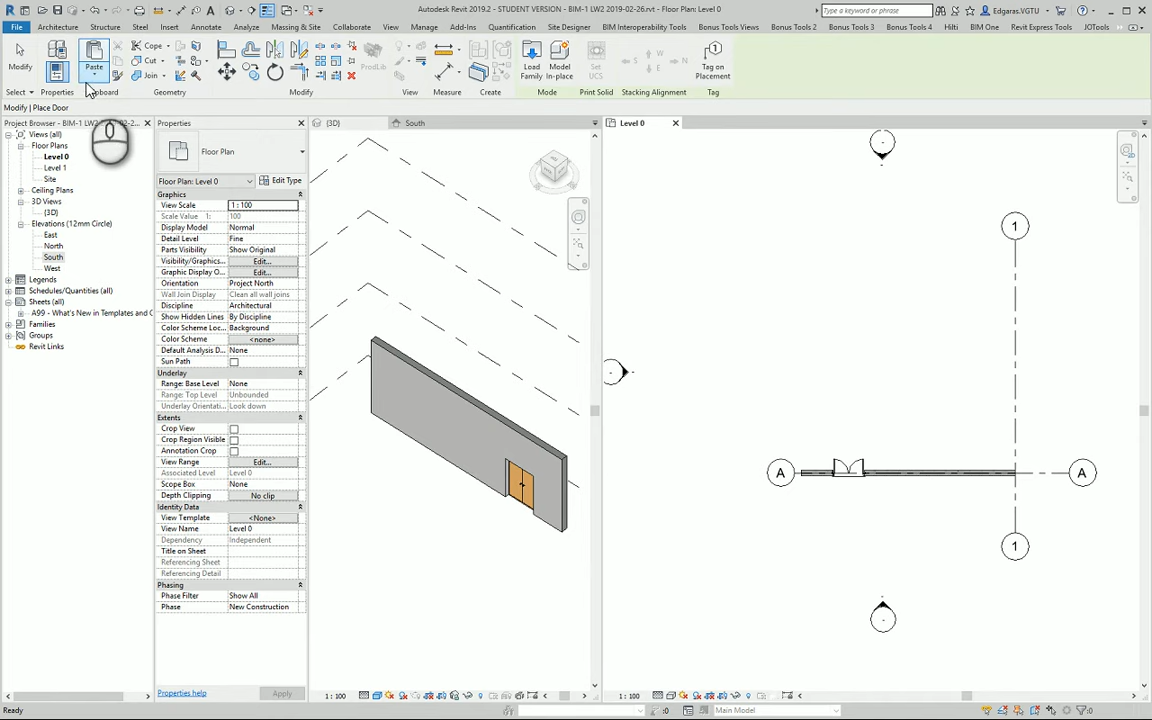 Autodesk Revit 2019.2 - STUDENT VERSION - BIM-1 LW2 2019-02-26.rvt - Floor Plan: Level 0
Type a keyword or phrase
Edgaras.VGTU
File
Architecture
Structure
Steel
Insert
Annotate
Analyze
Massing & Site
Collaborate
View
Manage
Add-Ins
Quantification
Site Designer
BIM Interoperability Tools
Bonus Tools 2
Bonus Tools 3
Hilti
BIM One
Revit Express Tools
JOTools
Modify
Paste
Cope
Cut
Join
ProdLib
Load Family
Model In-place
Set UCS
W
S
N
E
Tag on Placement
Select
Properties
Clipboard
Geometry
Modify
View
Measure
Create
Mode
Print Solid
Stacking Alignment
Tag
Modify | Place Door
Project Browser - BIM-1 LW2
Views (all)
Floor Plans
Level 0
Level 1
Site
Ceiling Plans
3D Views
{3D}
Elevations (12mm Circle)
East
North
South
West
Legends
Schedules/Quantities (all)
Sheets (all)
A99 - What's New in Templates and C
Families
Groups
Revit Links
Properties
Floor Plan
Floor Plan: Level 0
Edit Type
Graphics
View Scale 1 : 100
Scale Value 1: 100
Display Model Normal
Detail Level Fine
Parts Visibility Show Original
Visibility/Graphics... Edit...
Graphic Display O... Edit...
Orientation Project North
Wall Join Display Clean all wall joins
Discipline Architectural
Show Hidden Lines By Discipline
Color Scheme Loc... Background
Color Scheme <none>
Default Analysis D... None
Sun Path
Underlay
Range: Base Level None
Range: Top Level Unbounded
Underlay Orientati... Look down
Extents
Crop View
Crop Region Visible
Annotation Crop
View Range Edit...
Associated Level Level 0
Scope Box None
Depth Clipping No clip
Identity Data
View Template <None>
View Name Level 0
Dependency Independent
Title on Sheet
Referencing Sheet
Referencing Detail
Phasing
Phase Filter Show All
Phase New Construction
Properties help
Apply
{3D}
South
1 : 100
Level 0
1
A
A
1
1 : 100
:0
Main Model
:0